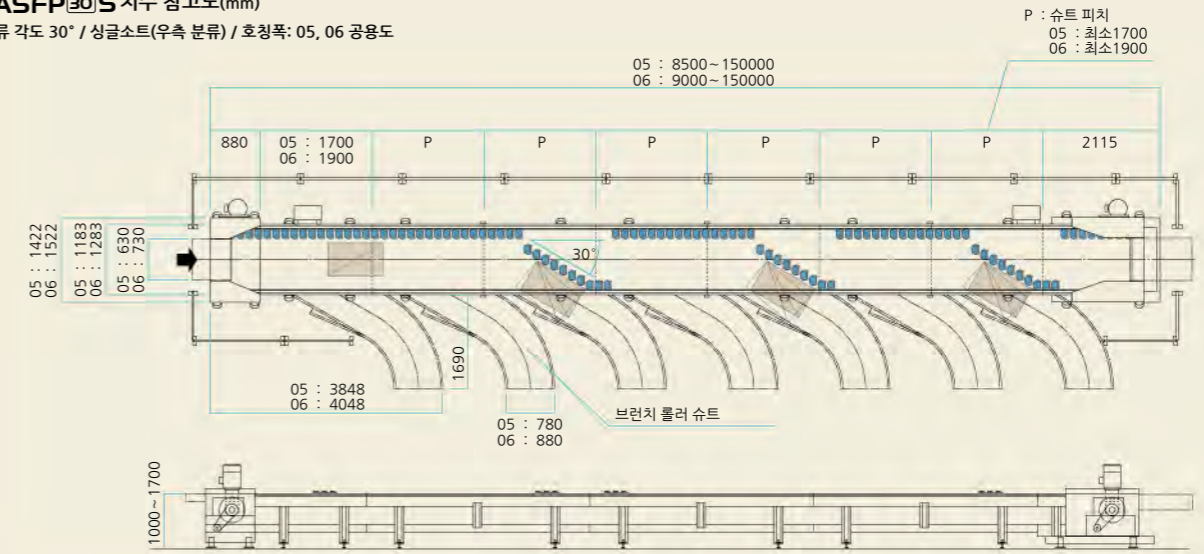 ASFP30S 치수 참고도(mm)
류 각도 30˚ / 싱글소트(우측 분류) / 호칭폭: 05, 06 공용도
P : 슈트 피치
05 : 최소1700
06 : 최소1900
05 : 8500~150000
06 : 9000~150000
880
05 : 1700
06 : 1900
P
P
P
P
P
P
2115
05 : 1422
06 : 1522
05 : 1183
06 : 1283
05 : 630
06 : 730
30°
1690
05 : 3848
06 : 4048
05 : 780
06 : 880
브런치 롤러 슈트
1000~1700